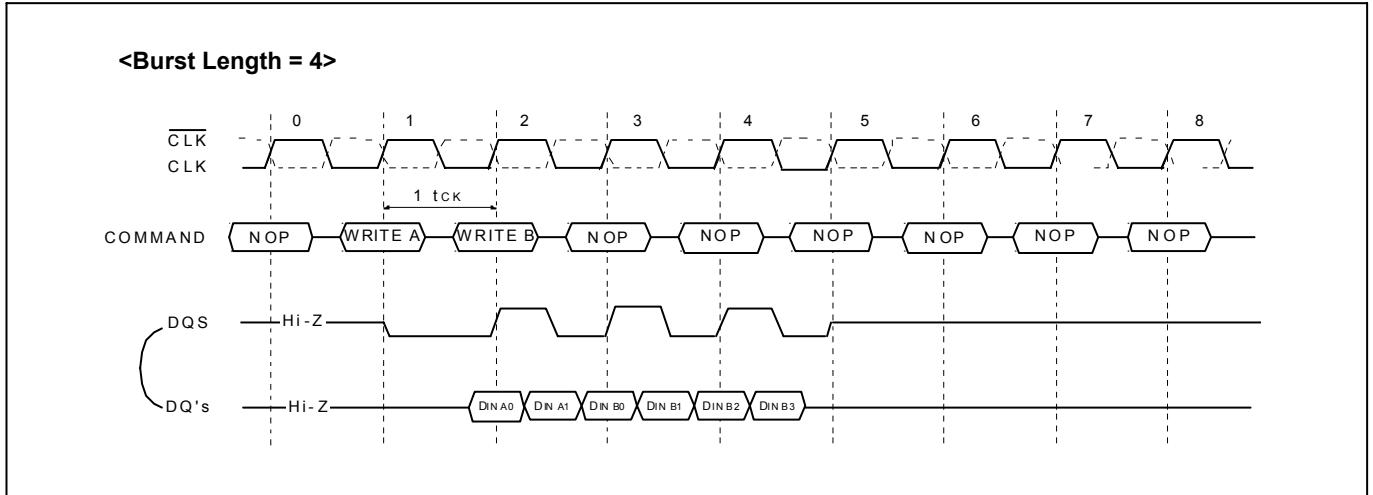 <Burst Length = 4>
0 1 2 3 4 5 6 7 8
CLK
CLK
1 tCK
COMMAND NOP WRITE A WRITE B NOP NOP NOP NOP NOP NOP
DQS Hi-Z
DQ's Hi-Z DIN A0 DIN A1 DIN B0 DIN B1 DIN B2 DIN B3